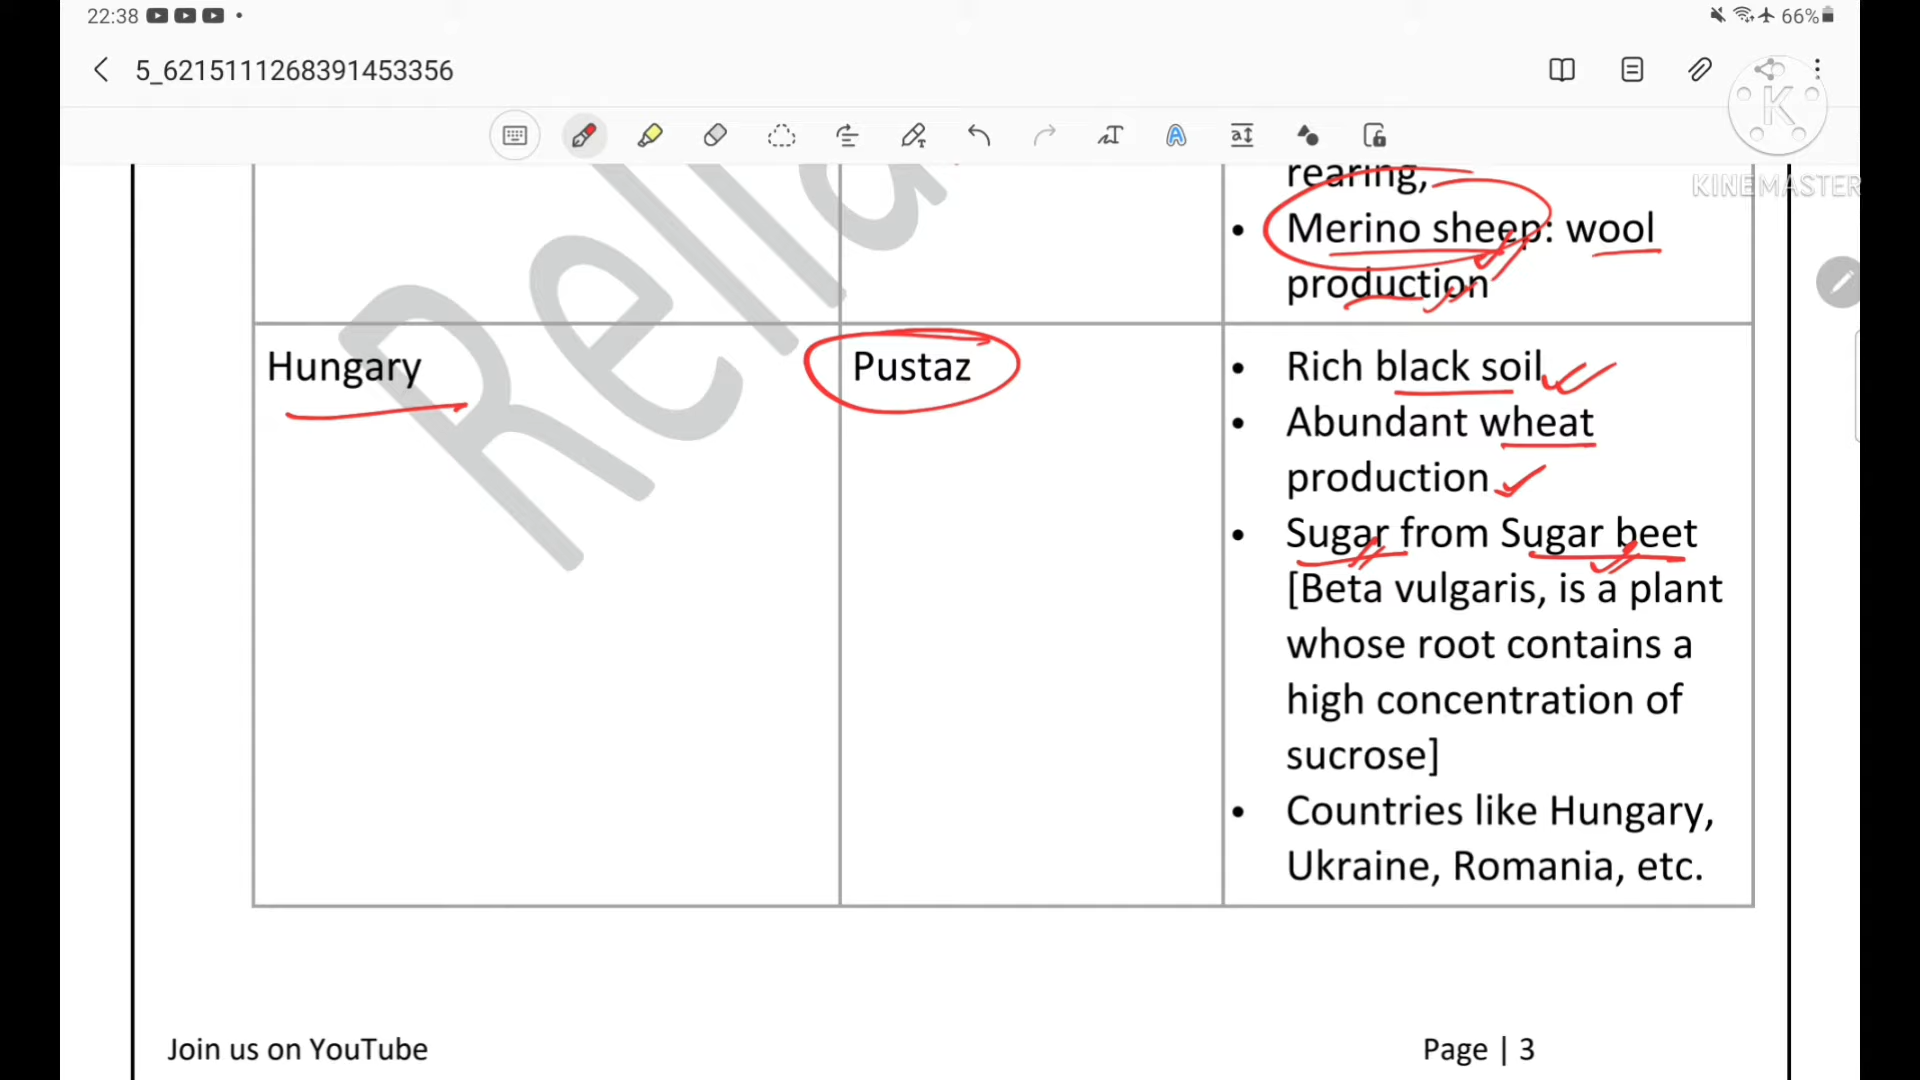 22:38
66%
5_6215111268391453356
K
KINEMASTER
rearing,
• Merino sheep: wool
production
Hungary
Pustaz
• Rich black soil
• Abundant wheat
production
• Sugar from Sugar beet
[Beta vulgaris, is a plant
whose root contains a
high concentration of
sucrose]
• Countries like Hungary,
Ukraine, Romania, etc.
Join us on YouTube
Page | 3